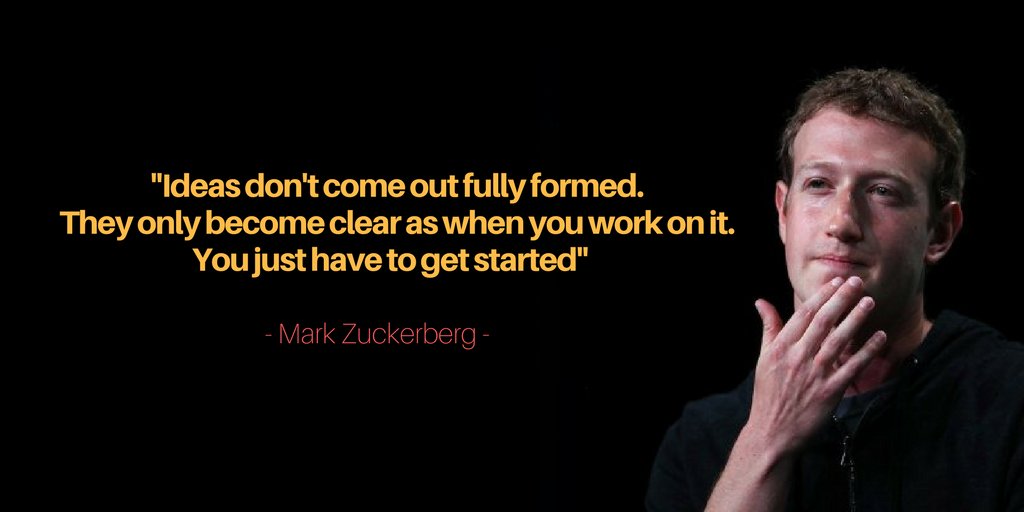 "Ideas don't come out fully formed.
They only become clear as when you work on it.
You just have to get started"
- Mark Zuckerberg -